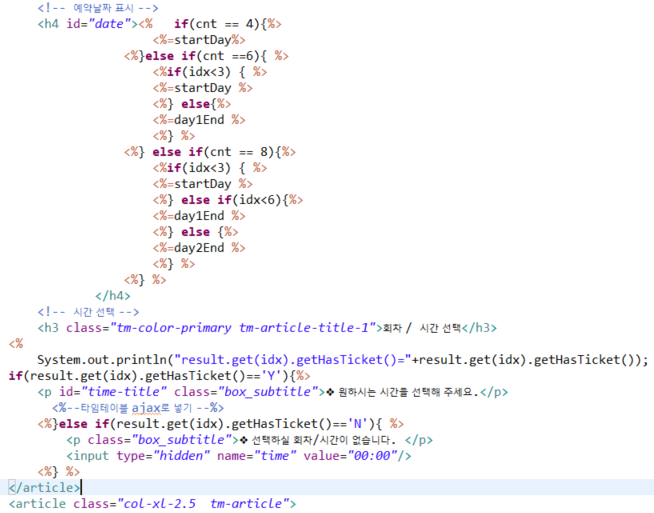 <!-- 예약날짜 표시 -->
<h4 id="date"><%   if(cnt == 4){%>
<%=startDay%>
<%}else if(cnt ==6){ %>
<%if(idx<3) { %>
<%=startDay %>
<%} else{%>
<%=day1End %>
<%} %>
<%} else if(cnt == 8){%>
<%if(idx<3) { %>
<%=startDay %>
<%} else if(idx<6){%>
<%=day1End %>
<%} else {%>
<%=day2End %>
<%} %>
<%} %>
</h4>
<!-- 시간 선택 -->
<h3 class="tm-color-primary tm-article-title-1">회차 /  시간 선택</h3>
<%
System.out.println("result.get(idx).getHasTicket()="+result.get(idx).getHasTicket());
if(result.get(idx).getHasTicket()=='Y'){%>
<p id="time-title" class="box_subtitle">❖ 원하시는 시간을 선택해 주세요.</p>
<%--타임테이블 ajax로 넣기 --%>
<%}else if(result.get(idx).getHasTicket()=='N'){ %>
<p class="box_subtitle">❖ 선택하실 회차/시간이 없습니다. </p>
<input type="hidden" name="time" value="00:00"/>
<%} %>
</article>
<article class="col-xl-2.5  tm-article">